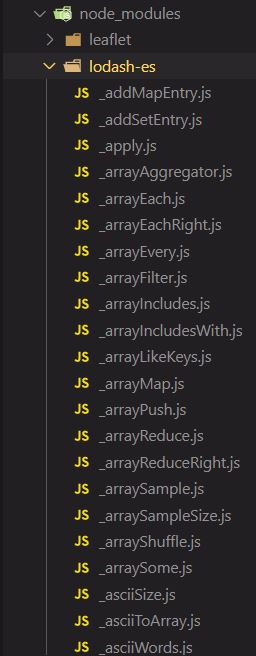 node_modules
leaflet
lodash-es
JS _addMapEntry.js
JS _addSetEntry.js
JS _apply.js
JS _arrayAggregator.js
JS _arrayEach.js
JS _arrayEachRight.js
JS _arrayEvery.js
JS _arrayFilter.js
JS _arrayIncludes.js
JS _arrayIncludesWith.js
JS _arrayLikeKeys.js
JS _arrayMap.js
JS _arrayPush.js
JS _arrayReduce.js
JS _arrayReduceRight.js
JS _arraySample.js
JS _arraySampleSize.js
JS _arrayShuffle.js
JS _arraySome.js
JS _asciiSize.js
JS _asciiToArray.js
JS _asciiWords.js